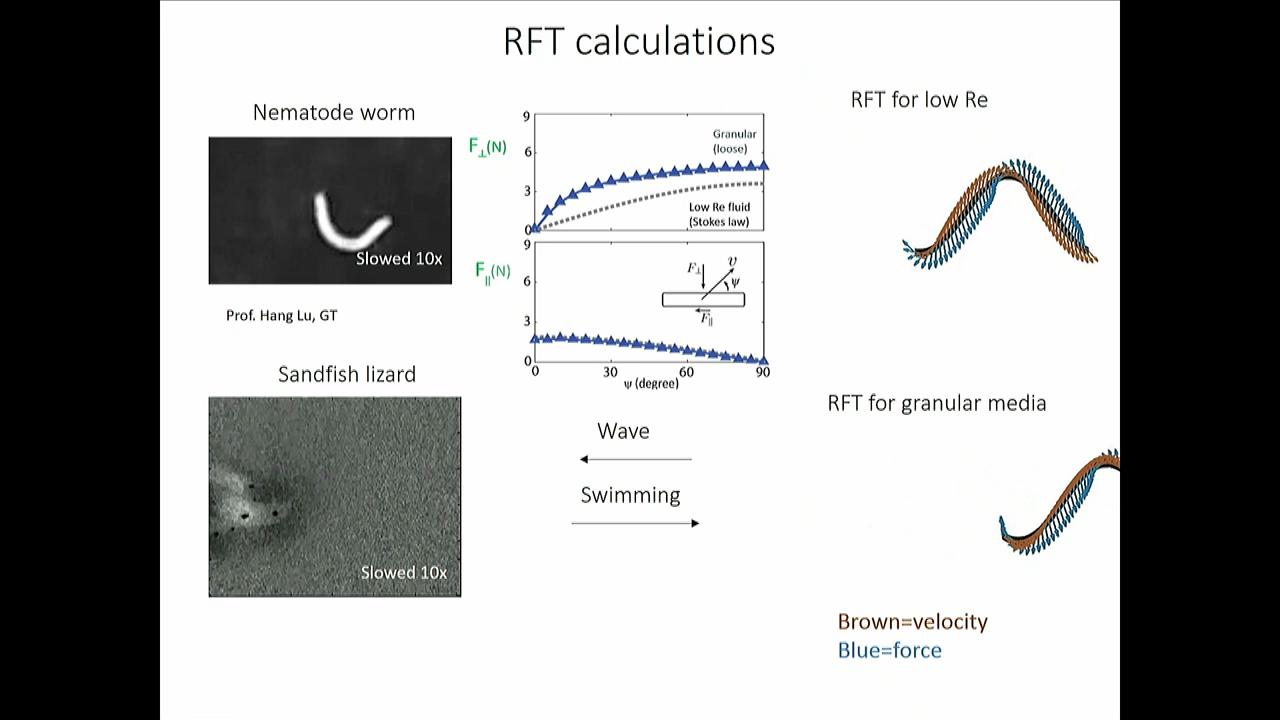 RFT calculations
Nematode worm
Slowed 10x
Prof. Hang Lu, GT
Sandfish lizard
Slowed 10x
F⊥(N)
9
6
3
0
Granular
(loose)
Low Re fluid
(Stokes law)
F||(N)
9
6
3
0
F⊥
υ
ψ
F||
0 30 60 90
ψ (degree)
Wave
Swimming
RFT for low Re
RFT for granular media
Brown=velocity
Blue=force